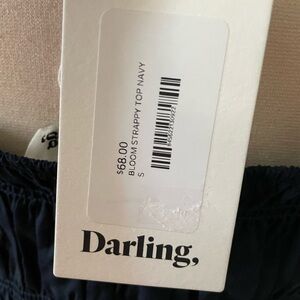 $68.00
BLOOM STRAPPY TOP NAVY
S
Darling,